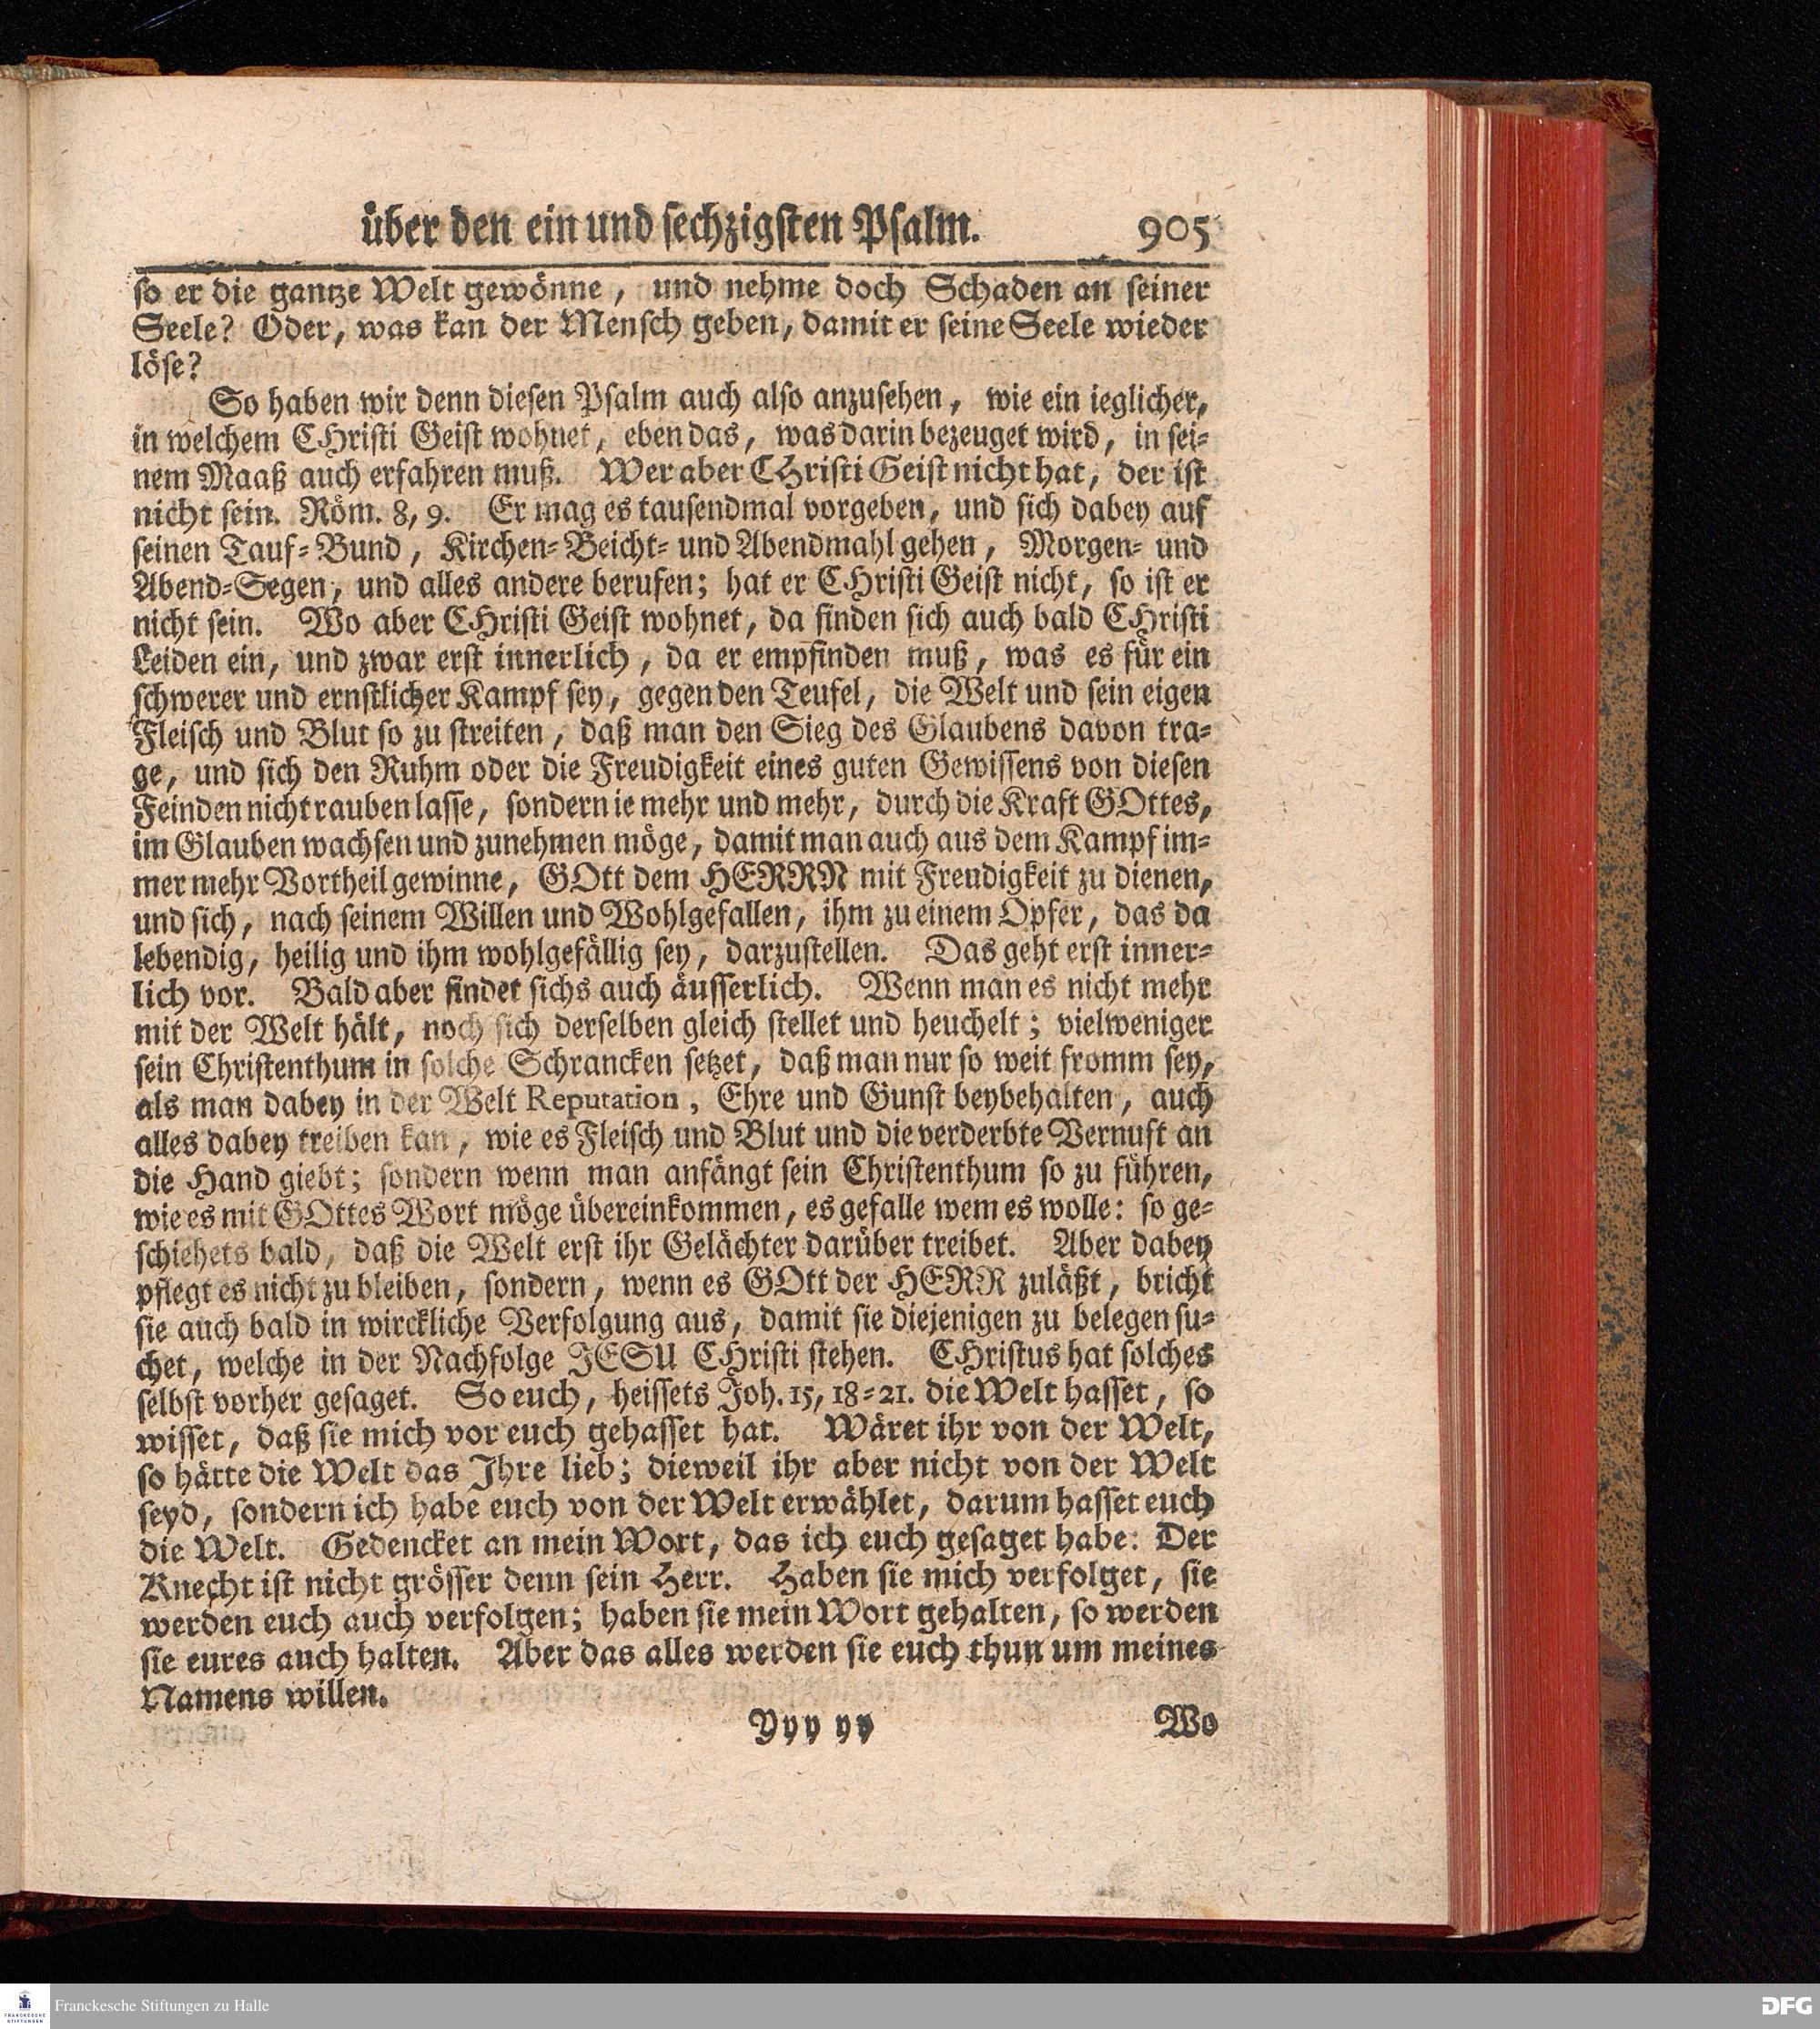 über den ein und sechzigsten Psalm. 905
so er die gantze Welt gewönne, und nehme doch Schaden an seiner
Seele? Oder, was kan der Mensch geben, damit er seine Seele wieder
löse?
So haben wir denn diesen Psalm auch also anzusehen, wie ein ieglicher,
in welchem CHristi Geist wohnet, eben das, was darin bezeuget wird, in sei-
nem Maaß auch erfahren muß. Wer aber CHristi Geist nicht hat, der ist
nicht sein. Röm. 8, 9. Er mag es tausendmal vorgeben, und sich dabey auf
seinen Tauf-Bund, Kirchen-Beicht- und Abendmahl gehen, Morgen- und
Abend-Segen, und alles andere berufen; hat er CHristi Geist nicht, so ist er
nicht sein. Wo aber CHristi Geist wohnet, da finden sich auch bald CHristi
Leiden ein, und zwar erst innerlich, da er empfinden muß, was es für ein
schwerer und ernstlicher Kampf sey, gegen den Teufel, die Welt und sein eigen
Fleisch und Blut so zu streiten, daß man den Sieg des Glaubens davon tra-
ge, und sich den Ruhm oder die Freudigkeit eines guten Gewissens von diesen
Feinden nicht rauben lasse, sondern ie mehr und mehr, durch die Kraft GOttes,
im Glauben wachsen und zunehmen möge, damit man auch aus dem Kampf im-
mer mehr Vortheil gewinne, GOtt dem HERRN mit Freudigkeit zu dienen,
und sich, nach seinem Willen und Wohlgefallen, ihm zu einem Opfer, das da
lebendig, heilig und ihm wohlgefällig sey, darzustellen. Das geht erst inner-
lich vor. Bald aber findet sichs auch äusserlich. Wenn man es nicht mehr
mit der Welt hält, noch sich derselben gleich stellet und heuchelt; vielweniger
sein Christenthum in solche Schrancken setzet, daß man nur so weit fromm sey,
als man dabey in der Welt Reputation, Ehre und Gunst beybehalten, auch
alles dabey treiben kan, wie es Fleisch und Blut und die verderbte Vernuft an
die Hand giebt; sondern wenn man anfängt sein Christenthum so zu führen,
wie es mit GOttes Wort möge übereinkommen, es gefalle wem es wolle: so ge-
schiehets bald, daß die Welt erst ihr Gelächter darüber treibet. Aber dabey
pflegt es nicht zu bleiben, sondern, wenn es GOtt der HERR zuläßt, bricht
sie auch bald in wirckliche Verfolgung aus, damit sie diejenigen zu belegen su-
chet, welche in der Nachfolge JESU CHristi stehen. CHristus hat solches
selbst vorher gesaget. So euch, heissets Joh. 15, 18-21. die Welt hasset, so
wisset, daß sie mich vor euch gehasset hat. Wäret ihr von der Welt,
so hätte die Welt das Ihre lieb; dieweil ihr aber nicht von der Welt
seyd, sondern ich habe euch von der Welt erwählet, darum hasset euch
die Welt. Gedencket an mein Wort, das ich euch gesaget habe: Der
Knecht ist nicht grösser denn sein Herr. Haben sie mich verfolget, sie
werden euch auch verfolgen; haben sie mein Wort gehalten, so werden
sie eures auch halten. Aber das alles werden sie euch thun um meines
Namens willen.
Yyy yy Wo
FRANCKESCHE STIFTUNGEN Franckesche Stiftungen zu Halle DFG